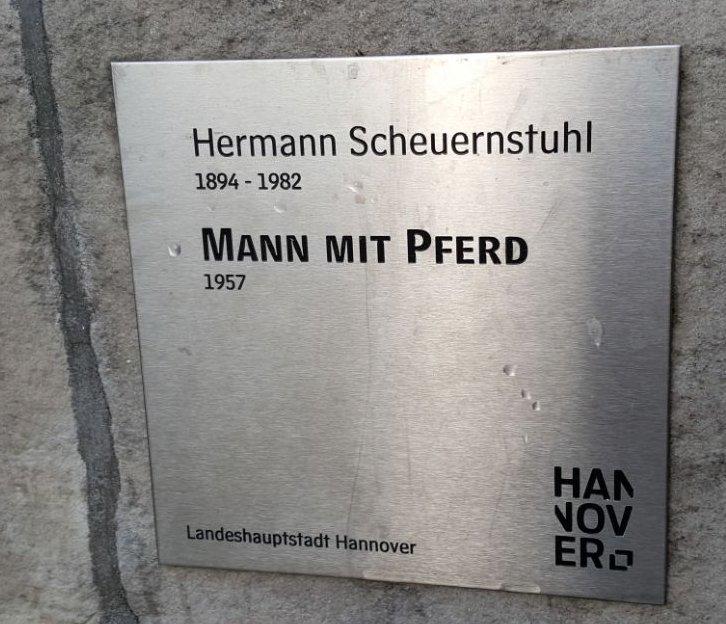 Hermann Scheuernstuhl
1894 - 1982
MANN MIT PFERD
1957
Landeshauptstadt Hannover
HAN
NOV
ER